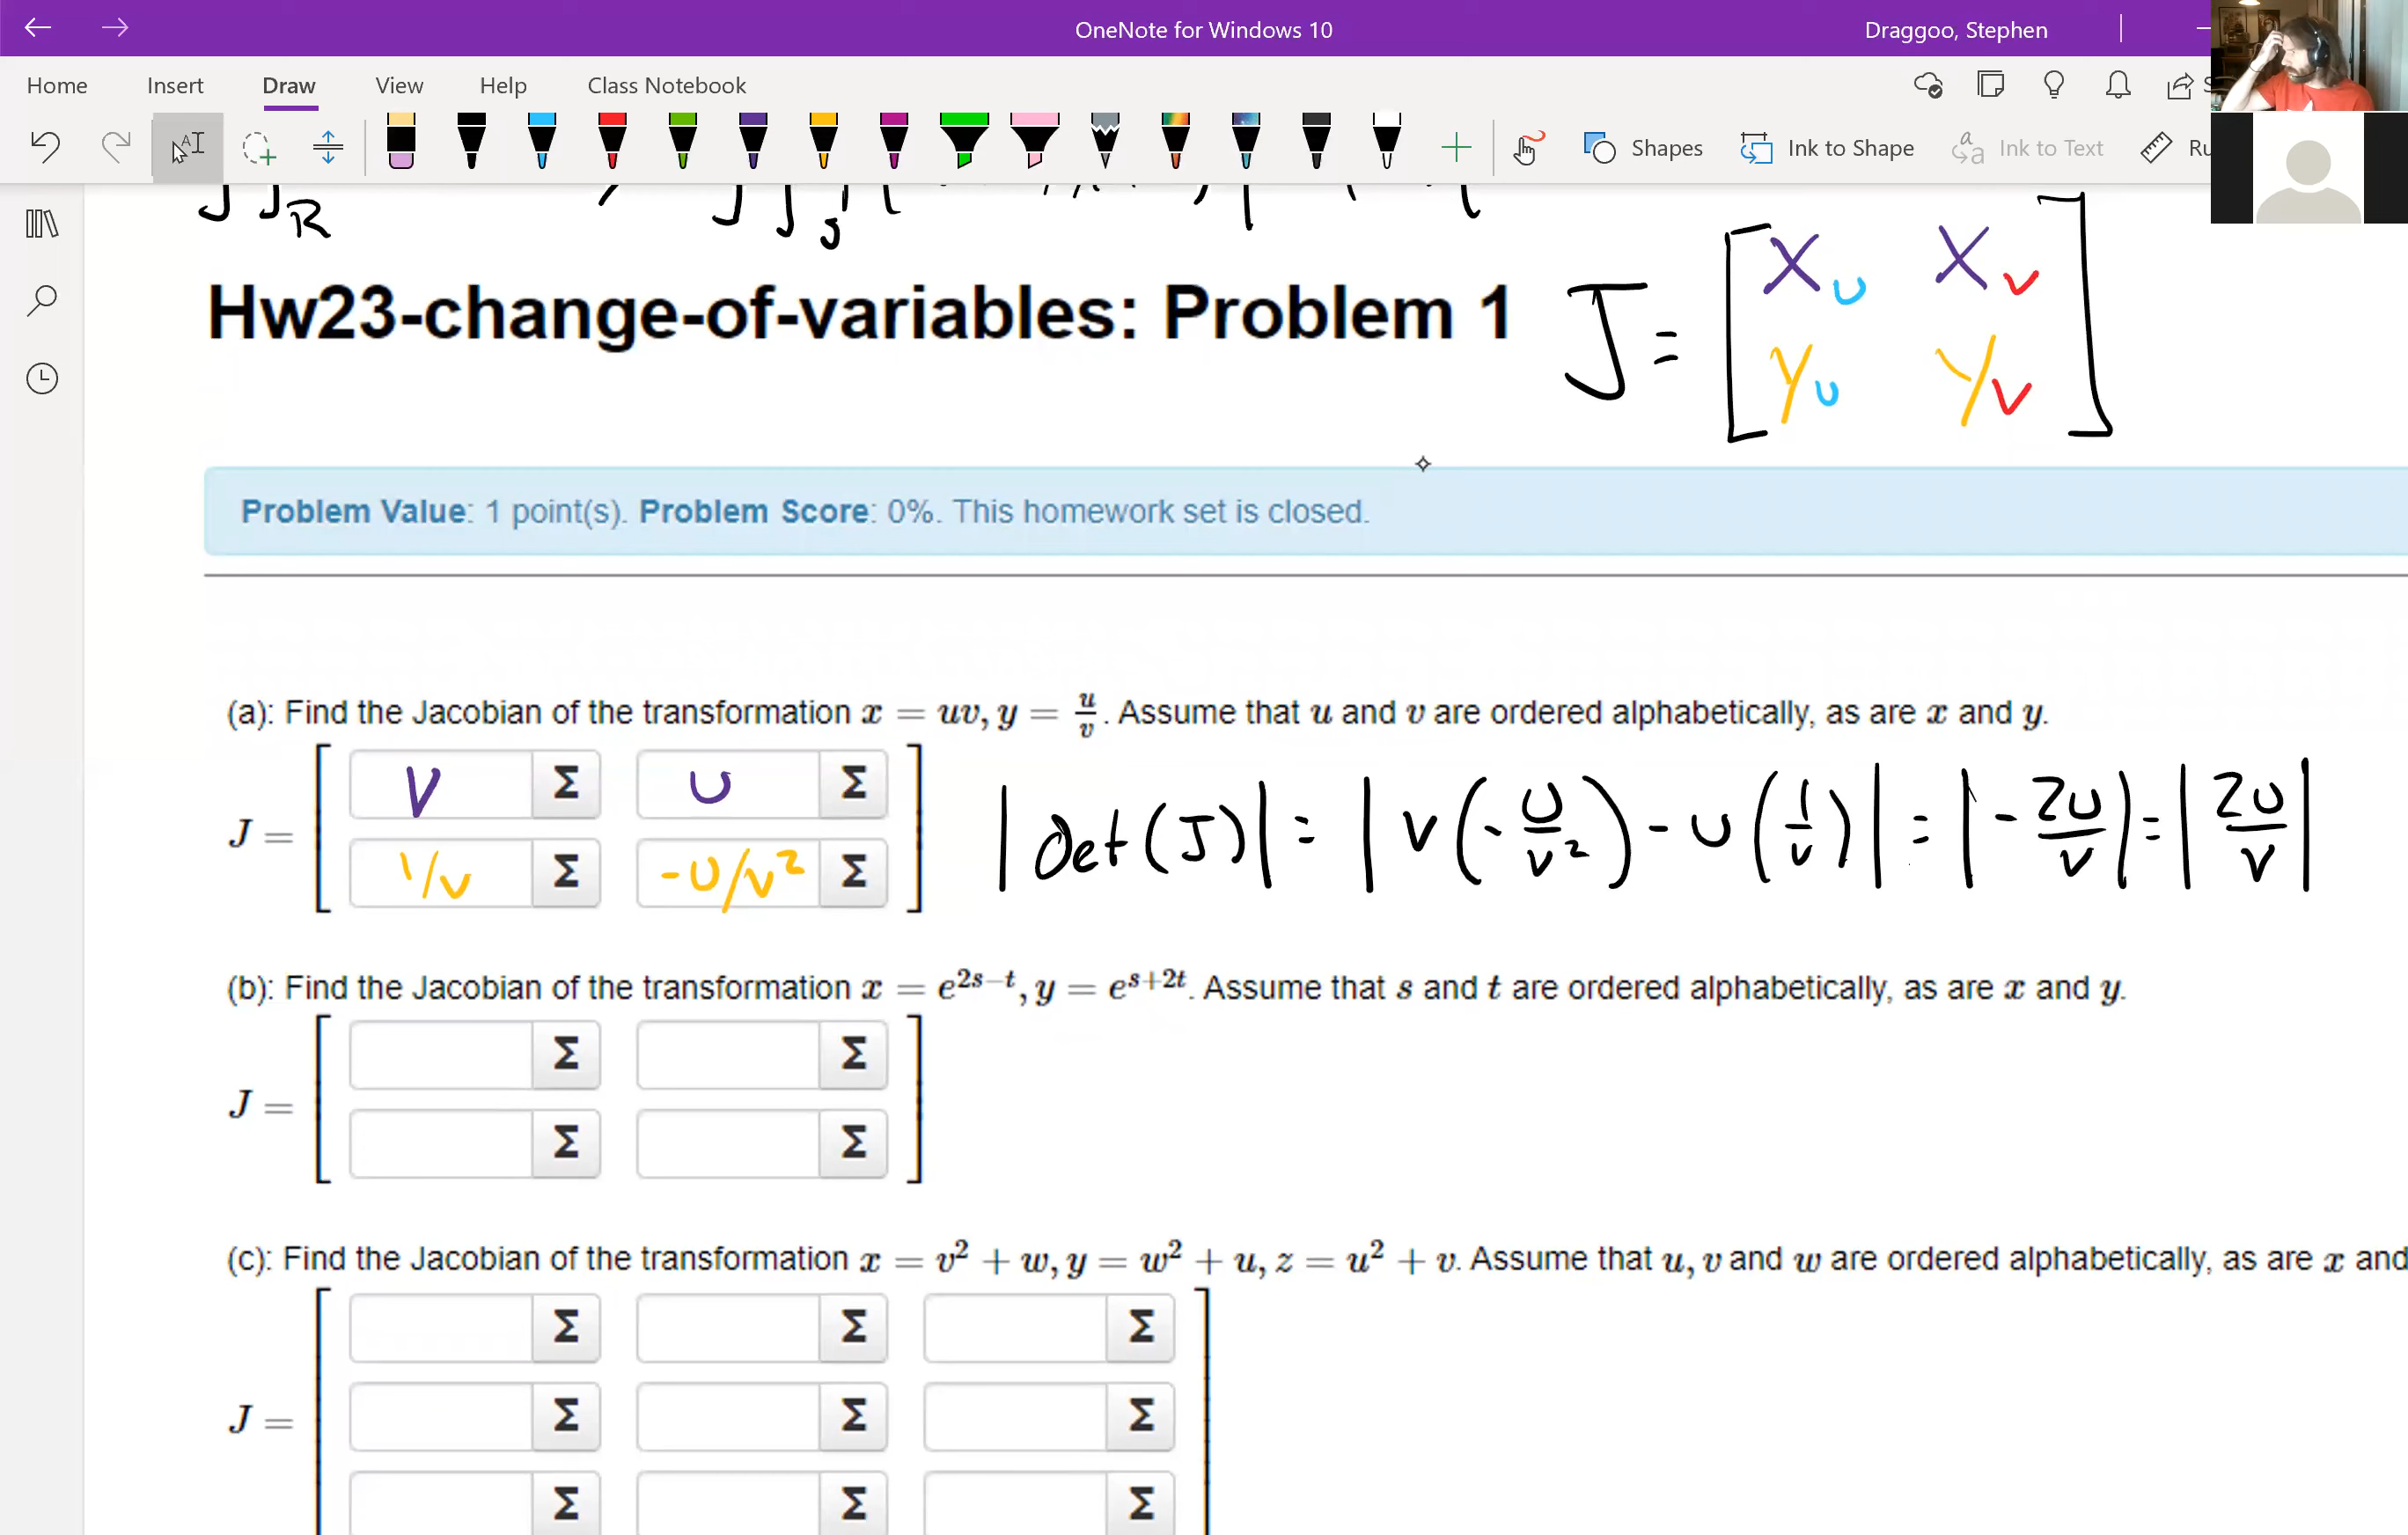 OneNote for Windows 10
Draggoo, Stephen
Home Insert Draw View Help Class Notebook
Shapes Ink to Shape Ink to Text Ru
∫∫R ∫∫S
Hw23-change-of-variables: Problem 1
J = [ Xu Xv
Yu Yv ]
Problem Value: 1 point(s). Problem Score: 0%. This homework set is closed.
(a): Find the Jacobian of the transformation x = uv, y = u/v. Assume that u and v are ordered alphabetically, as are x and y.
J = [ V Σ U Σ
1/v Σ -U/v² Σ ]
|Det(J)| = |v(-U/v²) - U(1/v)| = |-2U/v| = |2U/v|
(b): Find the Jacobian of the transformation x = e^{2s-t}, y = e^{s+2t}. Assume that s and t are ordered alphabetically, as are x and y.
J = [ Σ Σ
Σ Σ ]
(c): Find the Jacobian of the transformation x = v² + w, y = w² + u, z = u² + v. Assume that u, v and w are ordered alphabetically, as are x and
J = [ Σ Σ Σ
Σ Σ Σ
Σ Σ Σ ]